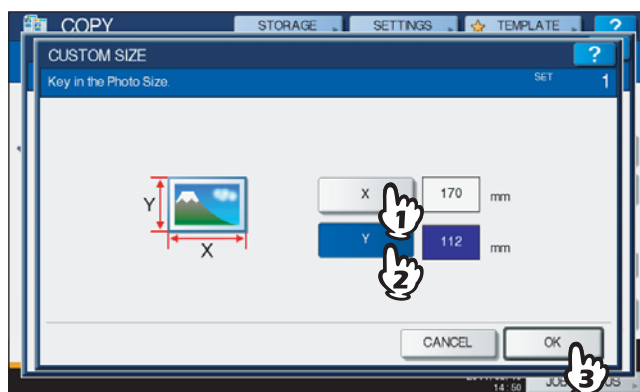 COPY STORAGE SETTINGS TEMPLATE ?
CUSTOM SIZE ?
Key in the Photo Size. SET 1
X 170 mm
1
Y
Y 112 mm
X
2
CANCEL OK
3
14:50